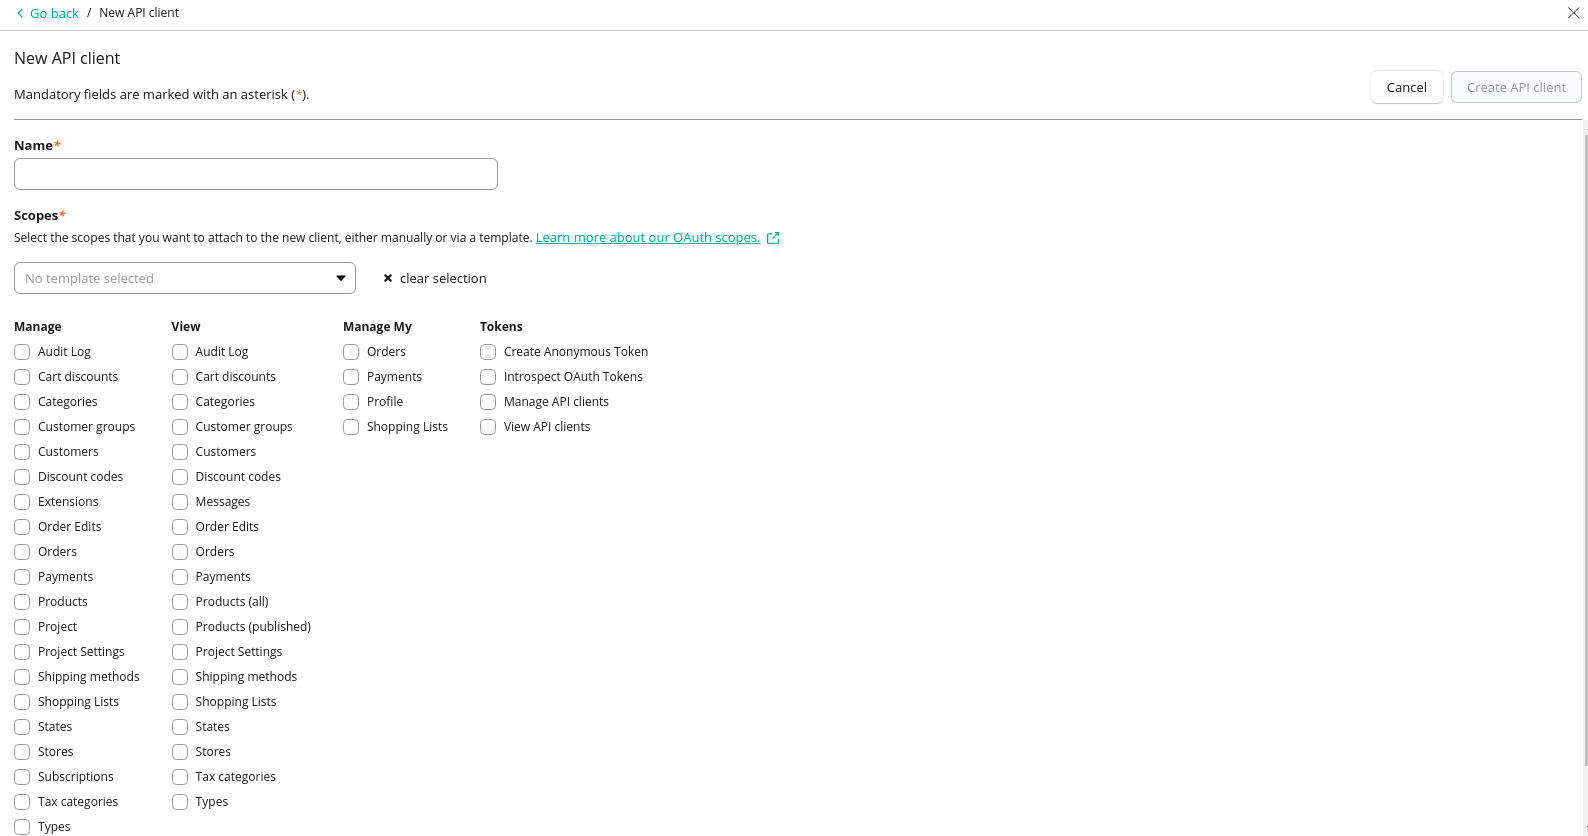 Go back / New API client
New API client
Mandatory fields are marked with an asterisk (*).
Cancel
Create API client
Name*
Scopes*
Select the scopes that you want to attach to the new client, either manually or via a template. Learn more about our OAuth scopes.
No template selected
clear selection
Manage
Audit Log
Cart discounts
Categories
Customer groups
Customers
Discount codes
Extensions
Order Edits
Orders
Payments
Products
Project
Project Settings
Shipping methods
Shopping Lists
States
Stores
Subscriptions
Tax categories
Types
View
Audit Log
Cart discounts
Categories
Customer groups
Customers
Discount codes
Messages
Order Edits
Orders
Payments
Products (all)
Products (published)
Project Settings
Shipping methods
Shopping Lists
States
Stores
Tax categories
Types
Manage My
Orders
Payments
Profile
Shopping Lists
Tokens
Create Anonymous Token
Introspect OAuth Tokens
Manage API clients
View API clients